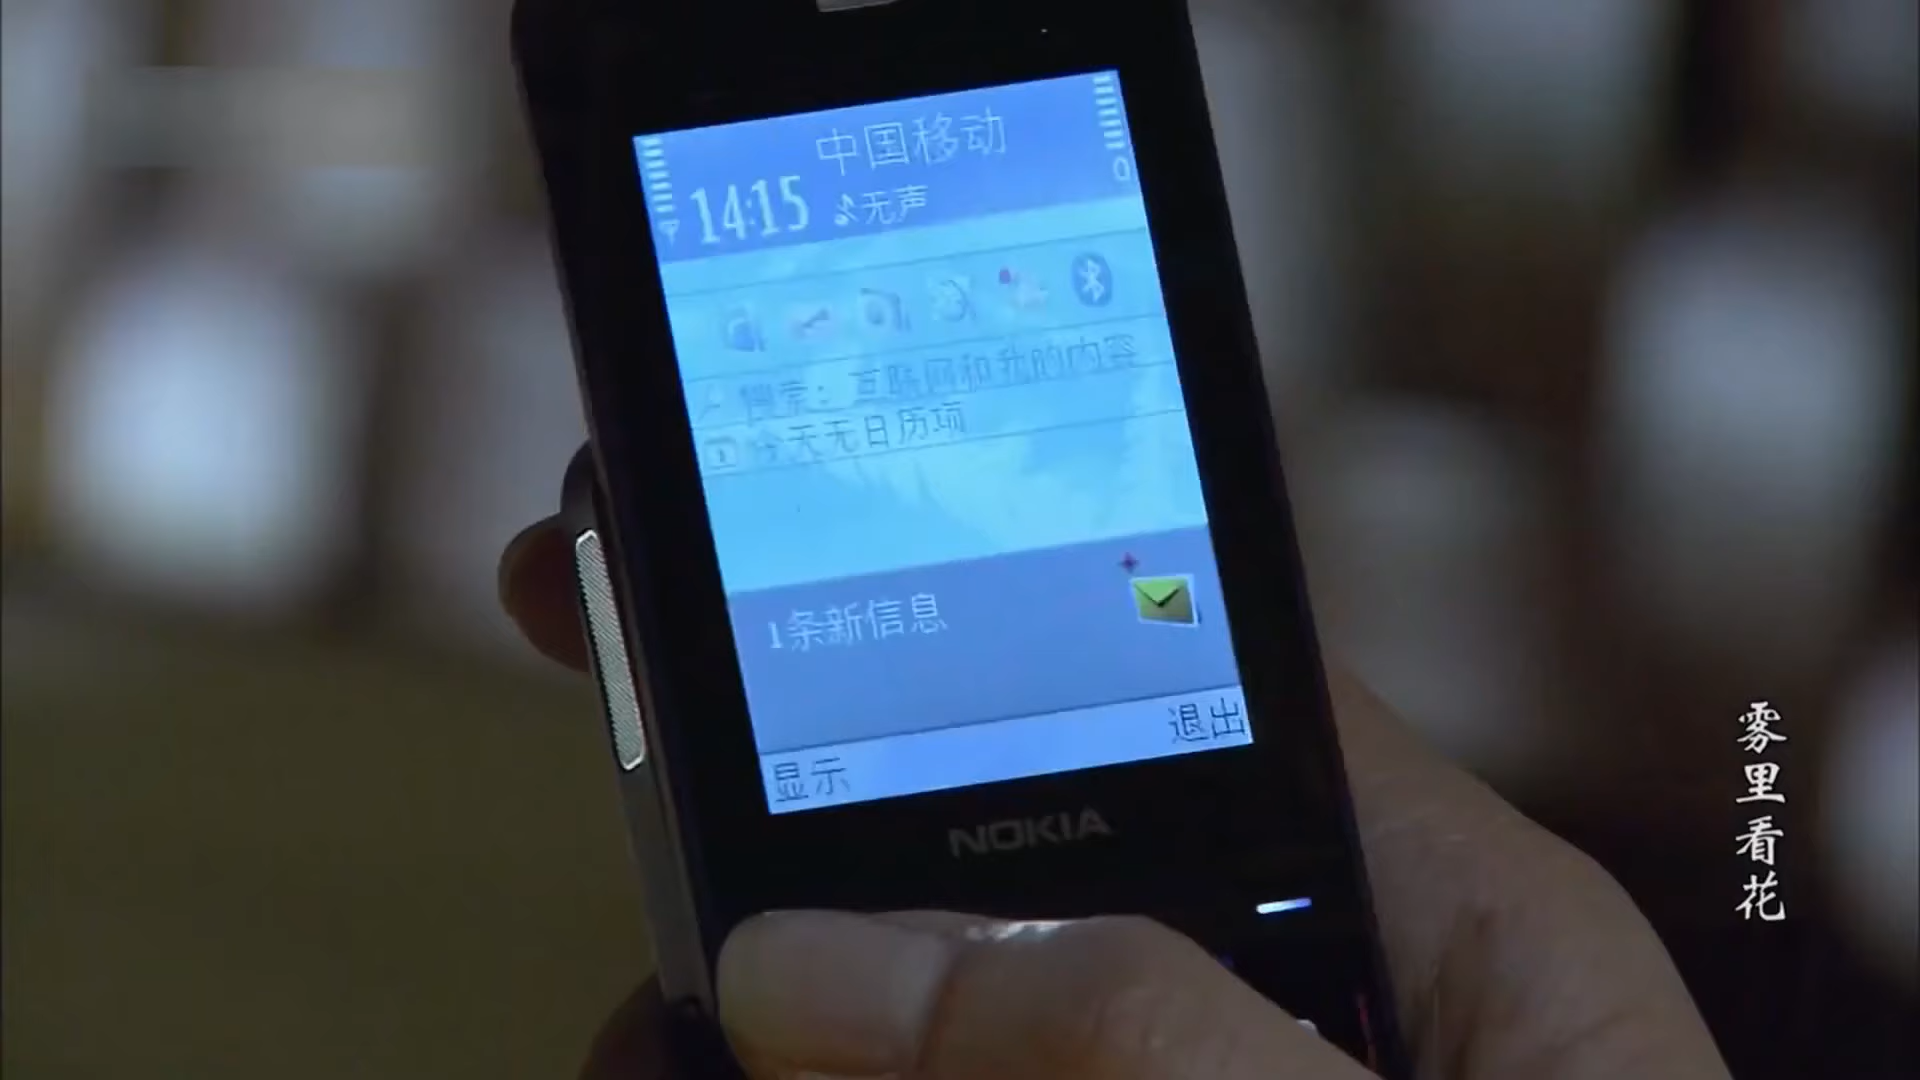 中国移动
14:15 无声
搜索：互联网和我的内容
今天无日历项
1条新信息
退出
显示
NOKIA
雾里看花